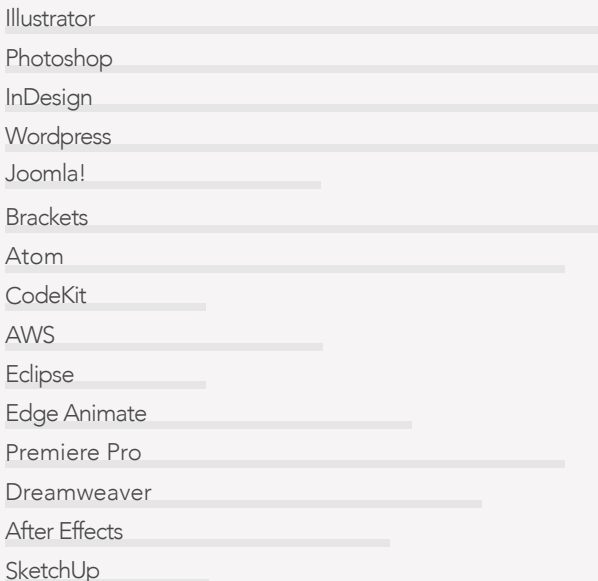 Illustrator
Photoshop
InDesign
Wordpress
Joomla!
Brackets
Atom
CodeKit
AWS
Eclipse
Edge Animate
Premiere Pro
Dreamweaver
After Effects
SketchUp